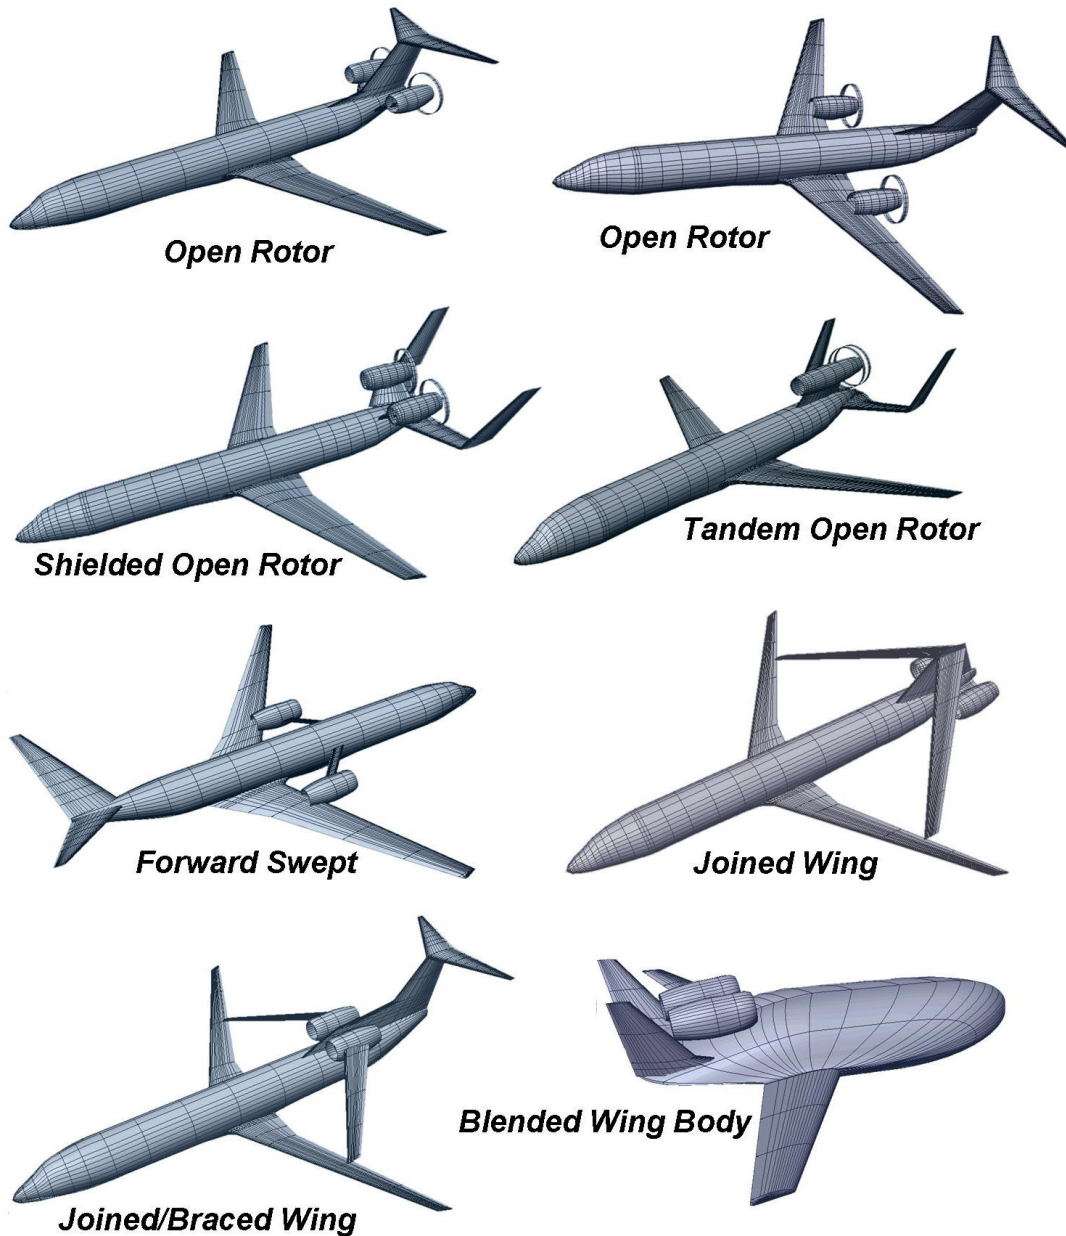 Open Rotor
Open Rotor
Shielded Open Rotor
Tandem Open Rotor
Forward Swept
Joined Wing
Joined/Braced Wing
Blended Wing Body